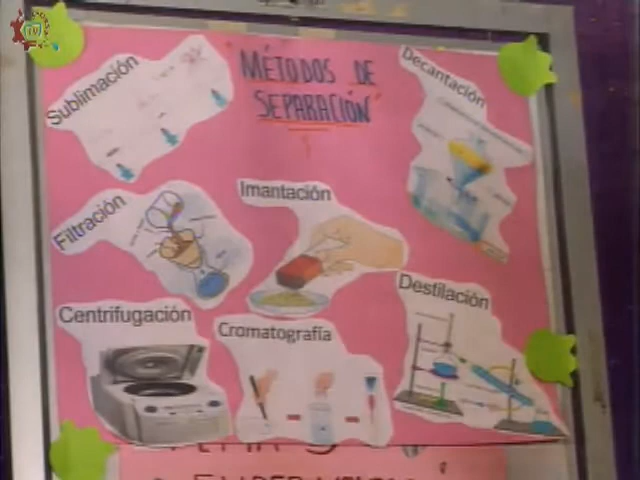 MÉTODOS DE
SEPARACIÓN
Sublimación
Decantación
Filtración
Imantación
Centrifugación
Cromatografía
Destilación